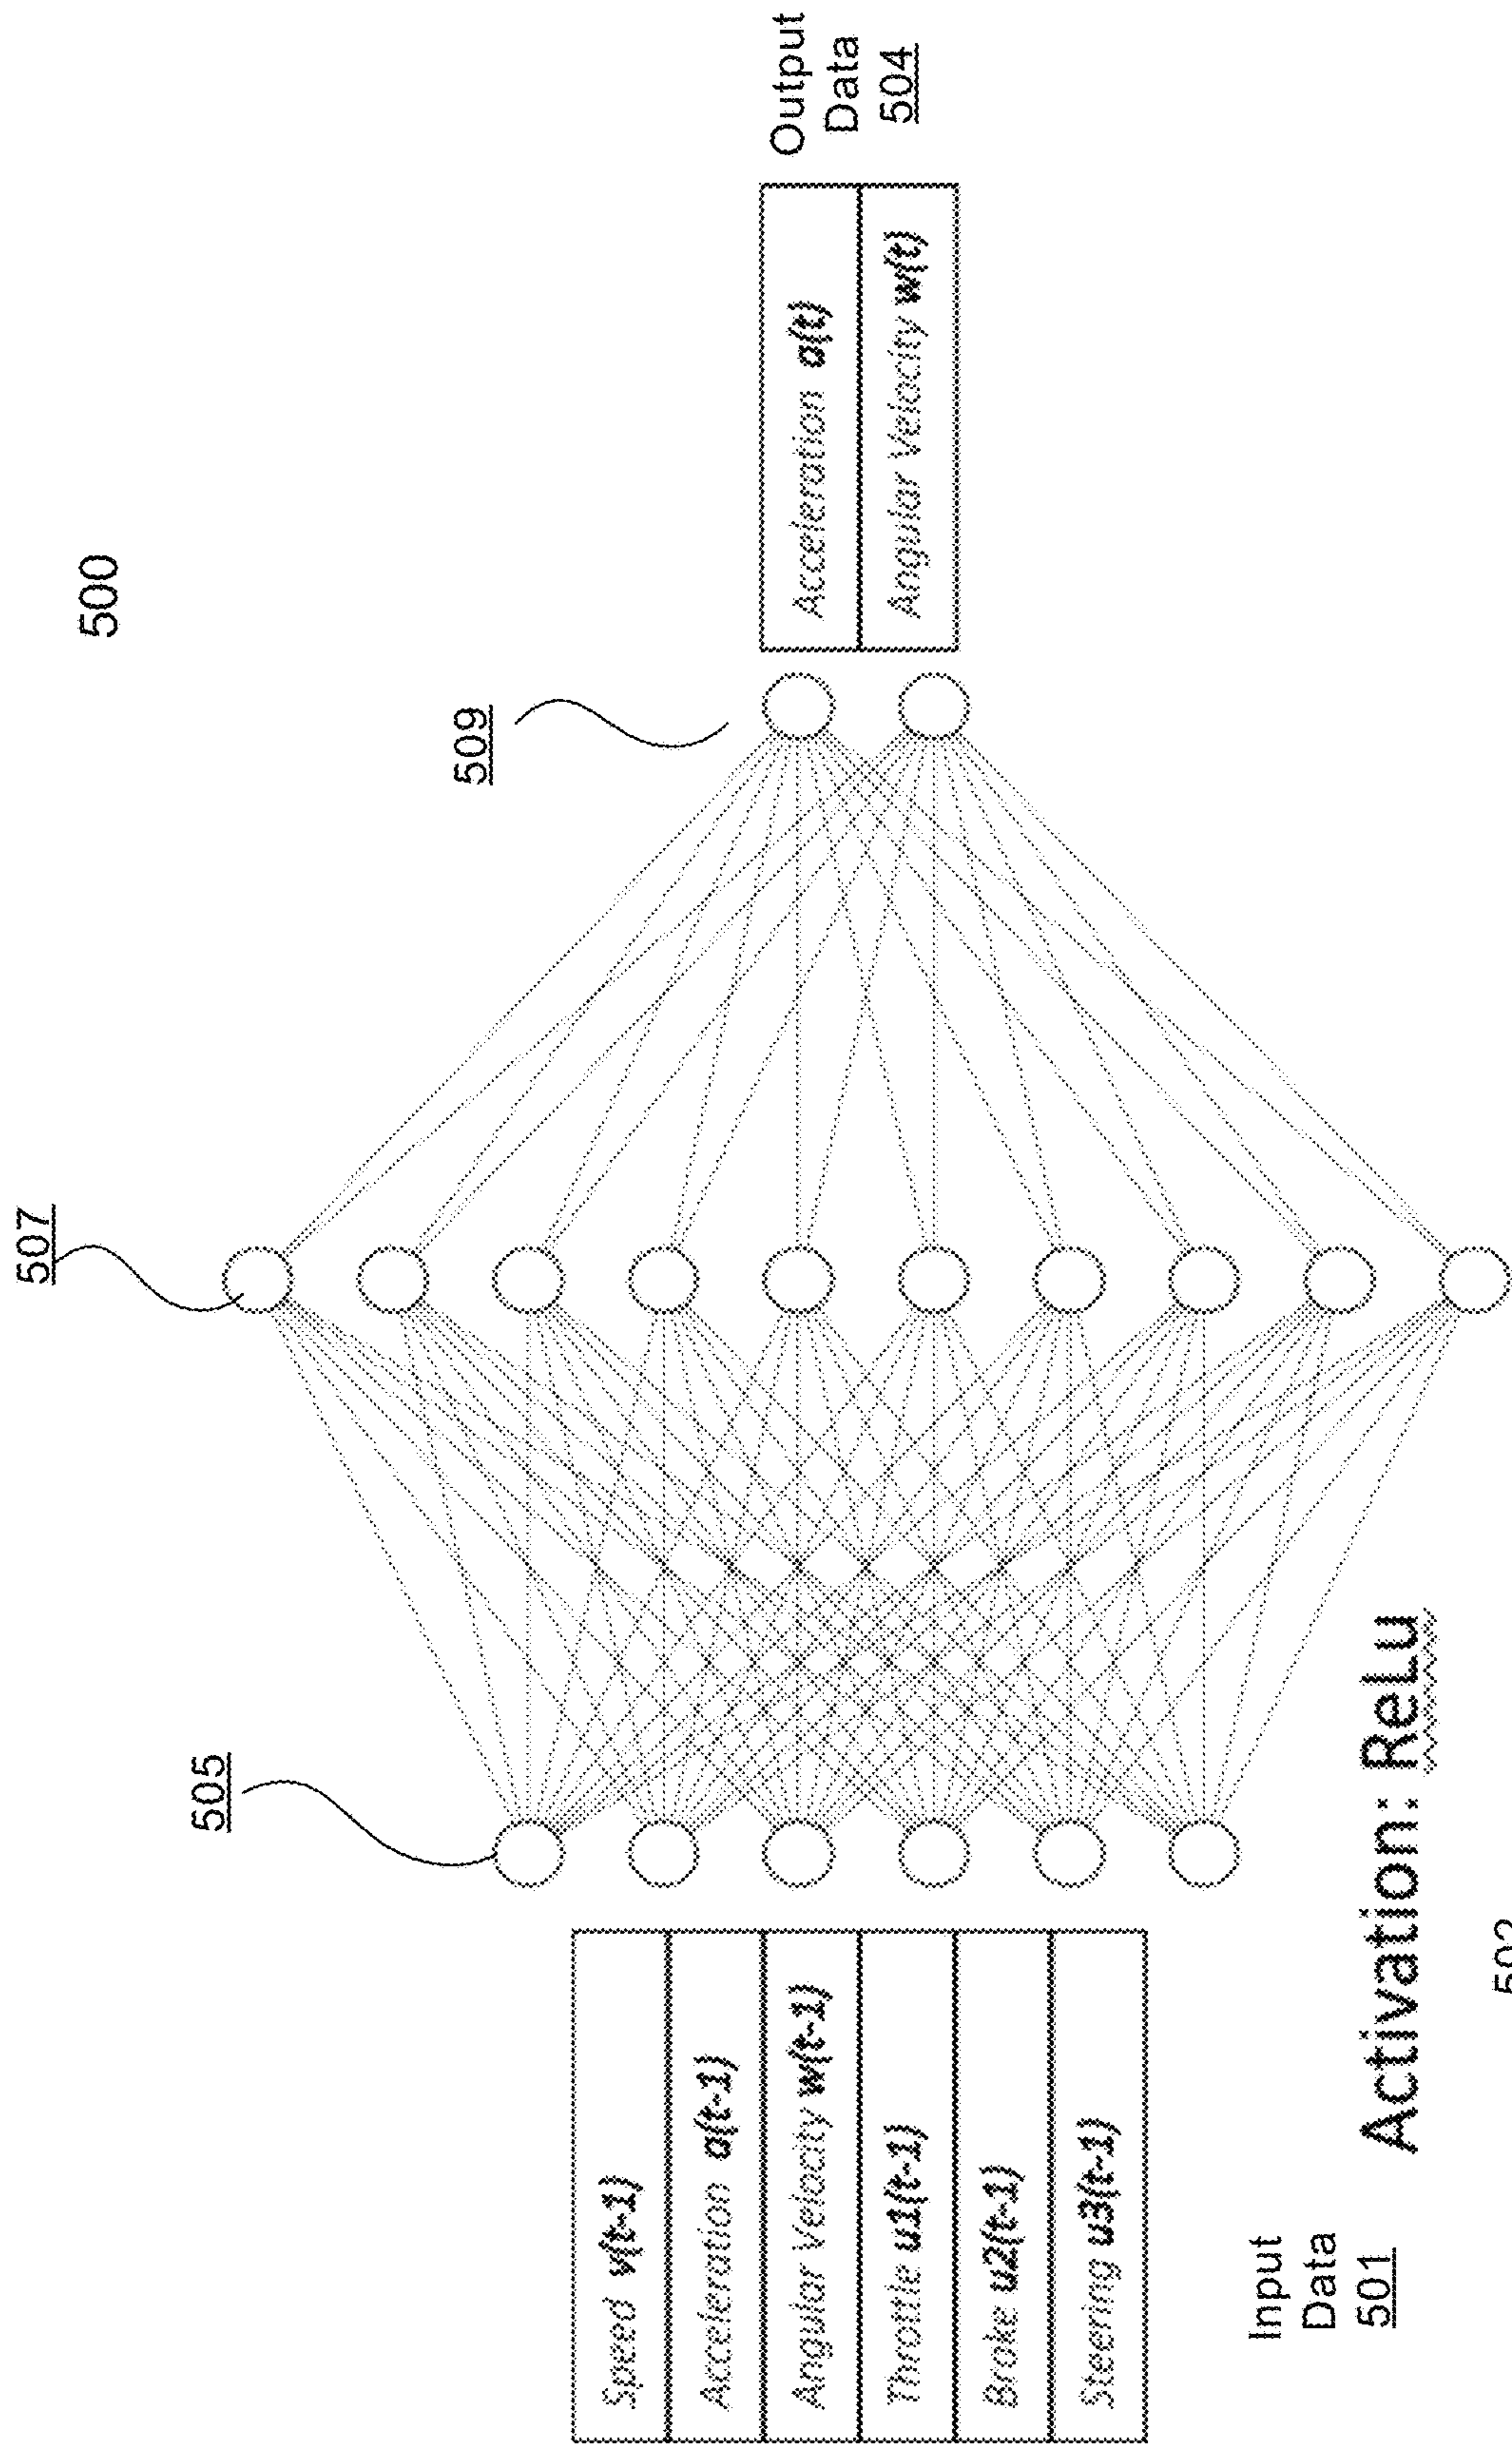 500
507
505
509
Speed v(t-1)
Acceleration a(t-1)
Angular Velocity w(t-1)
Throttle u1(t-1)
Brake u2(t-1)
Steering u3(t-1)
Input
Data
501
Acceleration a(t)
Angular Velocity w(t)
Output
Data
504
Activation: ReLu